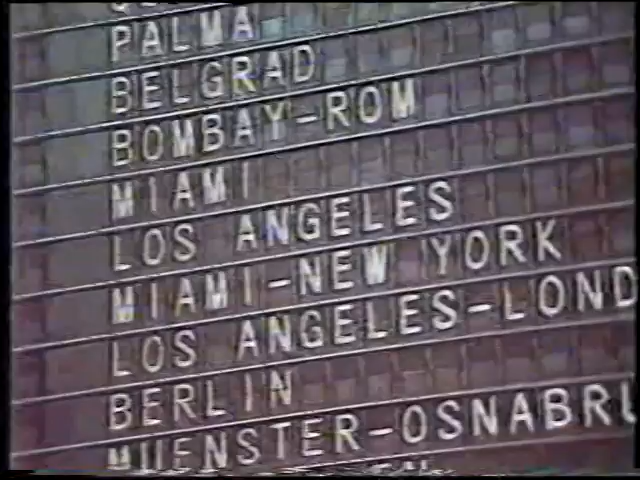 PALMA
BELGRAD
BOMBAY-ROM
MIAMI
LOS ANGELES
MIAMI-NEW YORK
LOS ANGELES-LOND
BERLIN
MUENSTER-OSNABRU